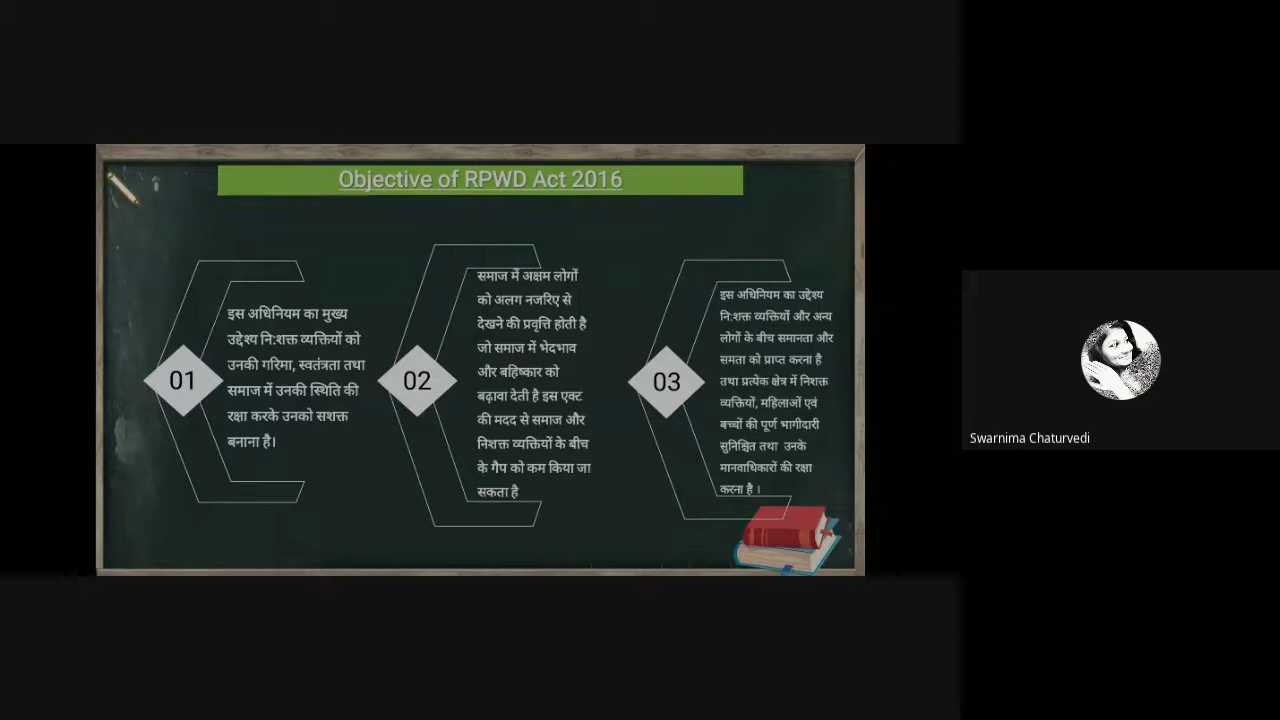 Objective of RPWD Act 2016
01
इस अधिनियम का मुख्य
उद्देश्य नि:शक्त व्यक्तियों को
उनकी गरिमा, स्वतंत्रता तथा
समाज में उनकी स्थिति की
रक्षा करके उनको सशक्त
बनाना है।
02
समाज में अक्षम लोगों
को अलग नजरिए से
देखने की प्रवृत्ति होती है
जो समाज में भेदभाव
और बहिष्कार को
बढ़ावा देती है इस एक्ट
की मदद से समाज और
निशक्त व्यक्तियों के बीच
के गैप को कम किया जा
सकता है
03
इस अधिनियम का उद्देश्य
नि:शक्त व्यक्तियों और अन्य
लोगों के बीच समानता और
समता को प्राप्त करना है
तथा प्रत्येक क्षेत्र में निशक्त
व्यक्तियों, महिलाओं एवं
बच्चों की पूर्ण भागीदारी
सुनिश्चित तथा उनके
मानवाधिकारों की रक्षा
करना है ।
Swarnima Chaturvedi